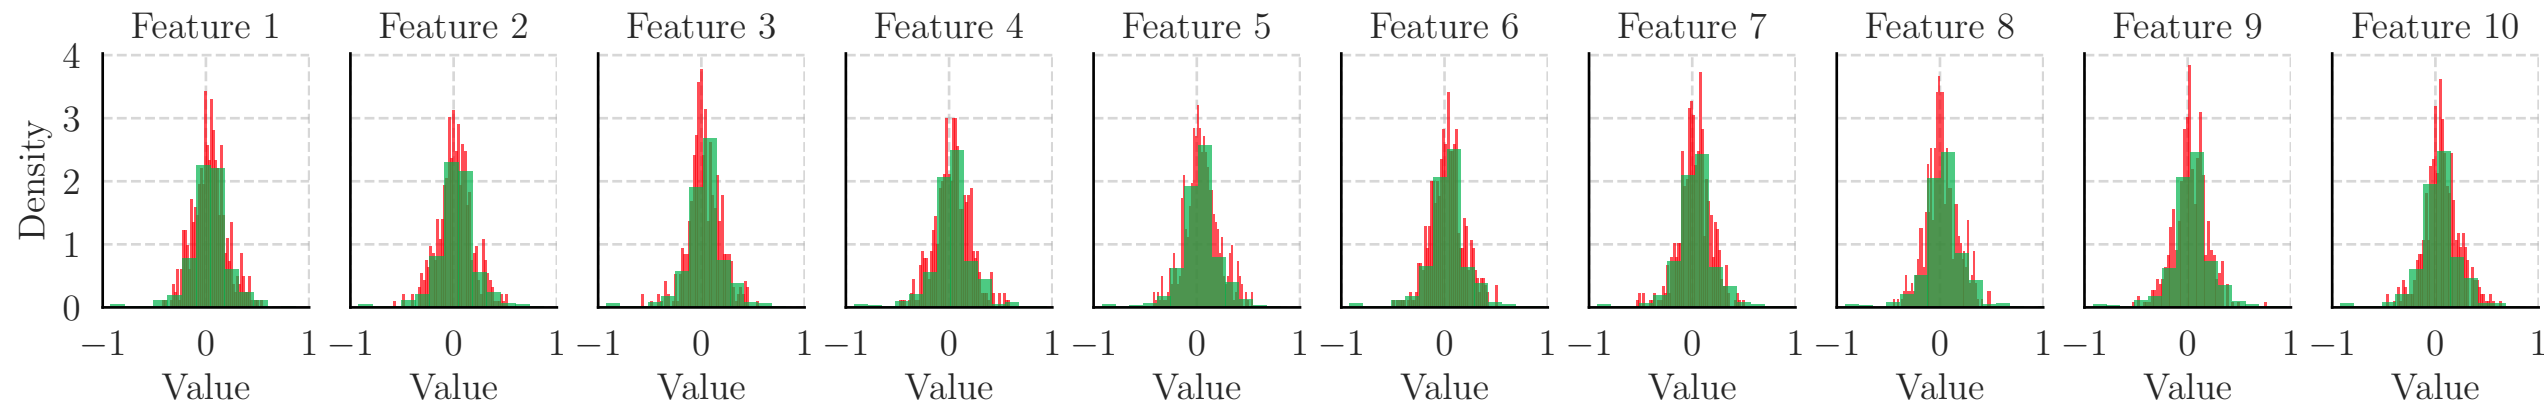 Feature 1 Feature 2 Feature 3 Feature 4 Feature 5 Feature 6 Feature 7 Feature 8 Feature 9 Feature 10
4
3
2
1
0
Density
−1 0 1 −1 0 1 −1 0 1 −1 0 1 −1 0 1 −1 0 1 −1 0 1 −1 0 1 −1 0 1 −1 0 1
Value Value Value Value Value Value Value Value Value Value